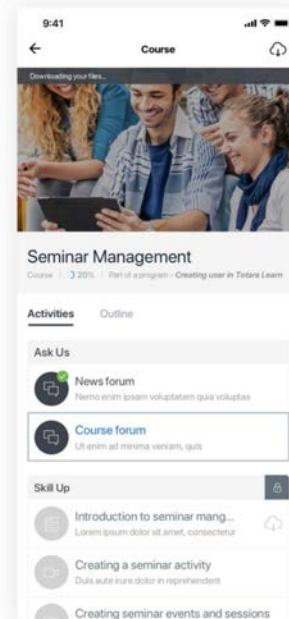 9:41
Course
Downloading your files...
Seminar Management
Course | 20% | Part of a program - Creating user in Totara Learn
Activities Outline
Ask Us
News forum
Nemo enim ipsam voluptatem quia voluptas
Course forum
Ut enim ad minima veniam, quis
Skill Up
Introduction to seminar mang...
Lorem ipsum dolor sit amet, consectetur
Creating a seminar activity
Duis aute irure dolor in reprehenderit
Creating seminar events and sessions